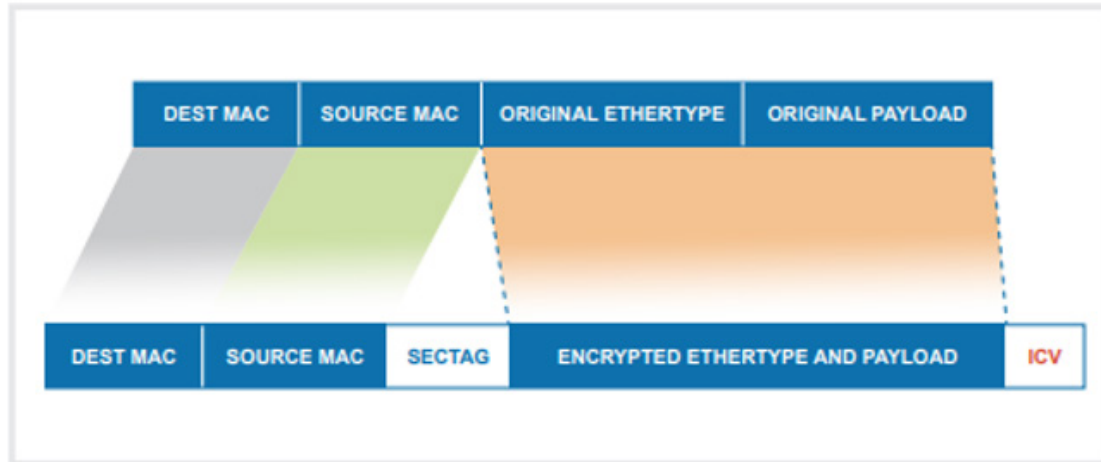 DEST MAC SOURCE MAC ORIGINAL ETHERTYPE ORIGINAL PAYLOAD
DEST MAC SOURCE MAC SECTAG ENCRYPTED ETHERTYPE AND PAYLOAD ICV